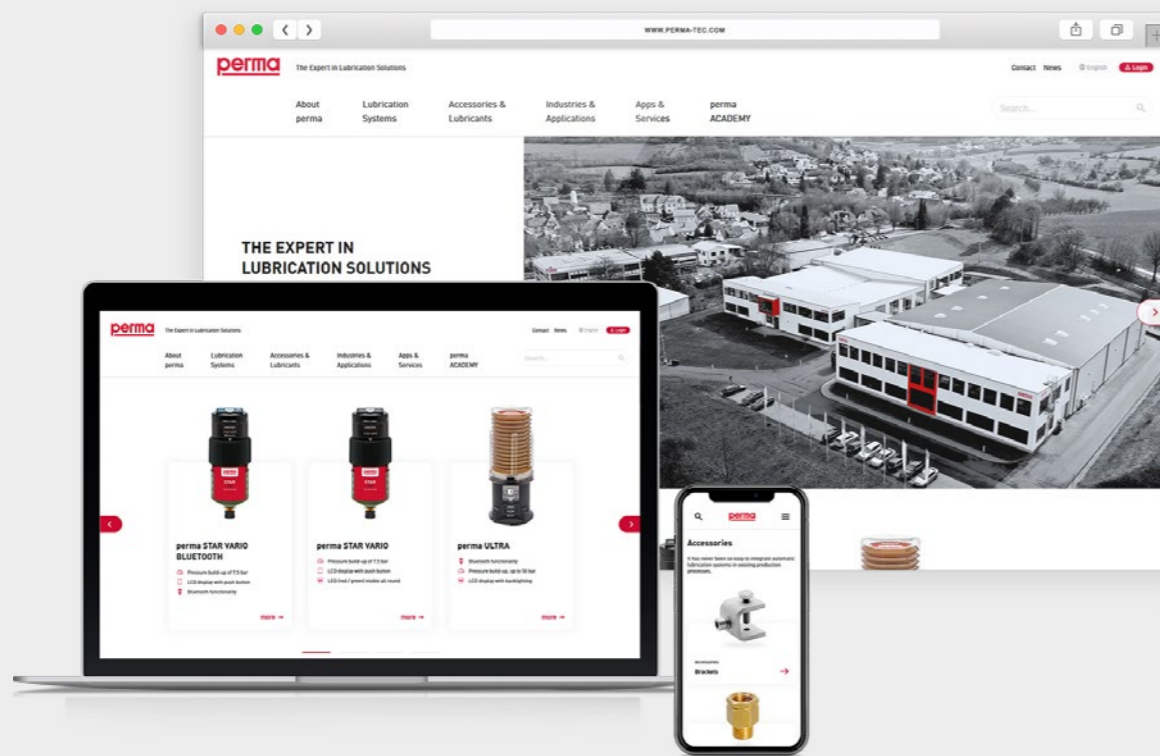 WWW.PERMA-TEC.COM
perma The Expert in Lubrication Solutions
Contact News English Login
About perma
Lubrication Systems
Accessories & Lubricants
Industries & Applications
Apps & Services
perma ACADEMY
Search...
THE EXPERT IN
LUBRICATION SOLUTIONS
perma The Expert in Lubrication Solutions
Contact News English Login
About perma
Lubrication Systems
Accessories & Lubricants
Industries & Applications
Apps & Services
perma ACADEMY
Search...
perma
STAR
perma
STAR
perma STAR VARIO
BLUETOOTH
Pressure build-up of 7.5 bar
LCD display with push button
Bluetooth functionality
more
perma STAR VARIO
Pressure build-up of 7.5 bar
LCD display with push button
LED (red / green) visible all round
more
perma ULTRA
Bluetooth functionality
Pressure build-up, up to 50 bar
LCD display with backlighting
more
perma
Accessories
It has never been so easy to integrate automatic
lubrication systems in existing production
processes.
Accessories
Brackets